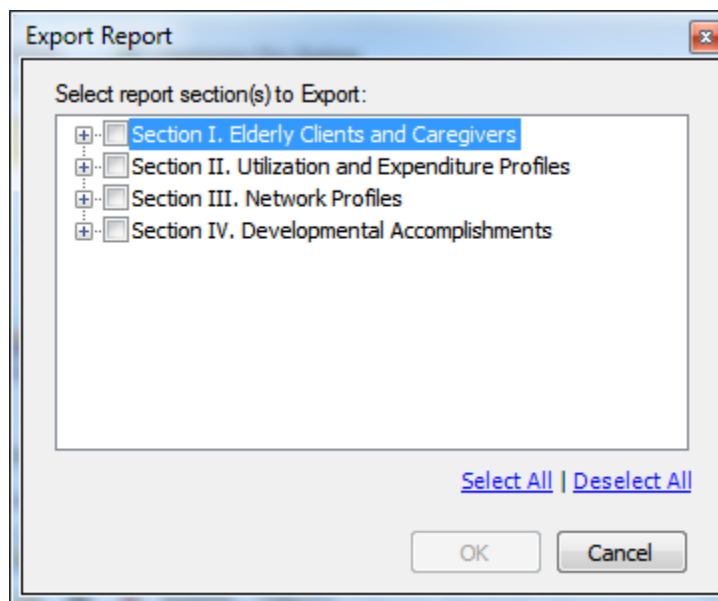 Export Report
Select report section(s) to Export:
Section I. Elderly Clients and Caregivers
Section II. Utilization and Expenditure Profiles
Section III. Network Profiles
Section IV. Developmental Accomplishments
Select All | Deselect All
OK Cancel